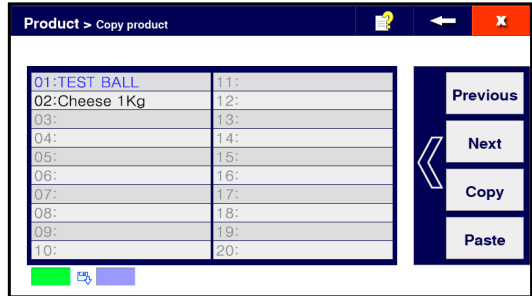 Product > Copy product
X
01:TEST BALL
02:Cheese 1Kg
03:
04:
05:
06:
07:
08:
09:
10:
11:
12:
13:
14:
15:
16:
17:
18:
19:
20:
Previous
Next
Copy
Paste